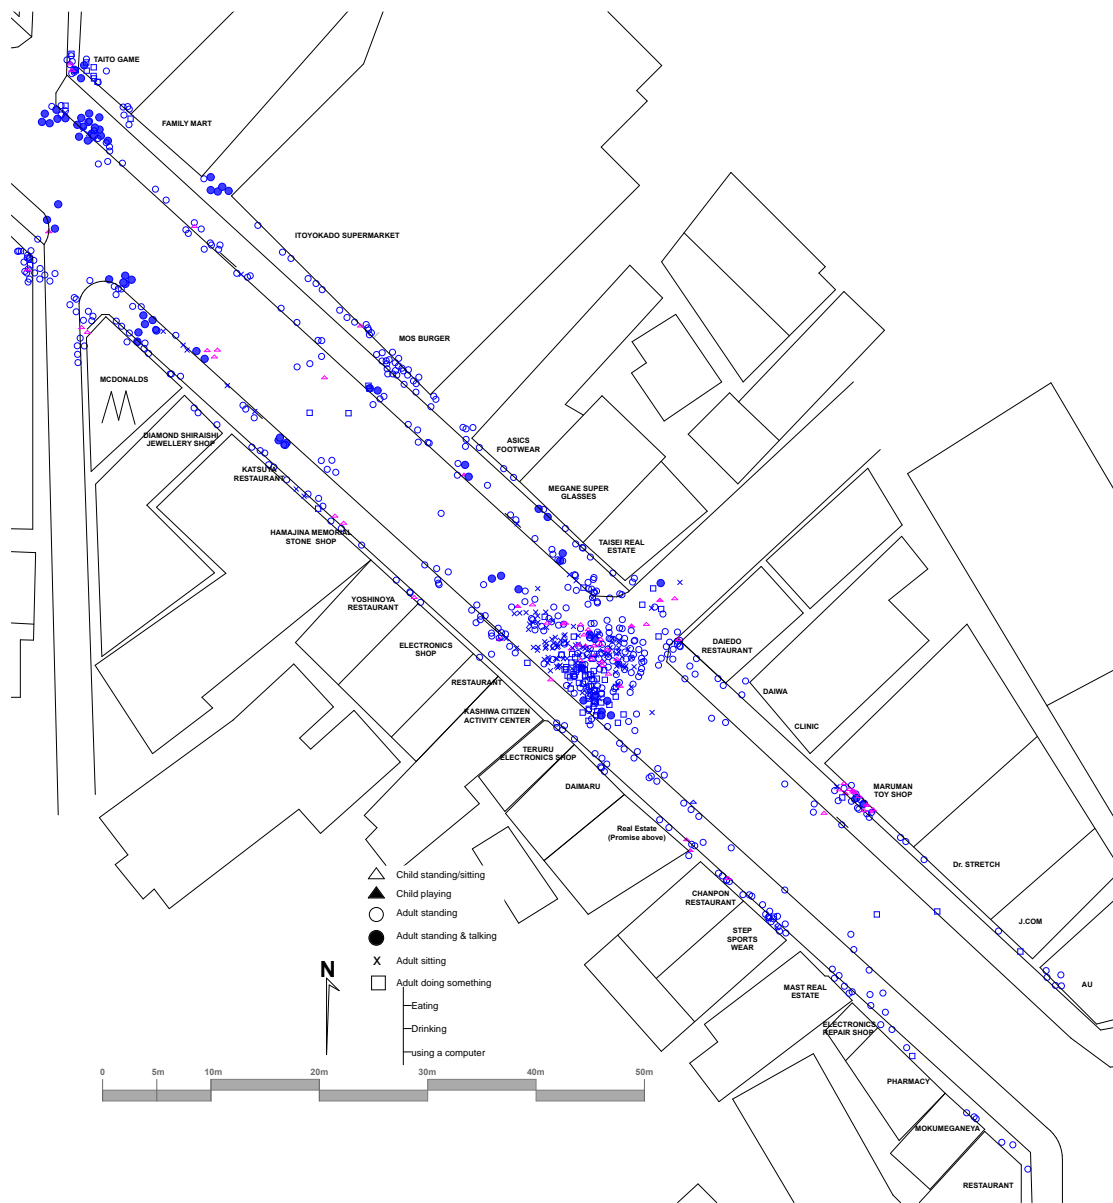 TAITO GAME
FAMILY MART
ITOYOKADO SUPERMARKET
MOS BURGER
MCDONALDS
DIAMOND SHIRAISHI
JEWELLERY SHOP
ASICS
FOOTWEAR
KATSUYA
RESTAURANT
MEGANE SUPER
GLASSES
HAMAJINA MEMORIAL
STONE SHOP
TAISEI REAL
ESTATE
YOSHINOYA
RESTAURANT
ELECTRONICS
SHOP
DAIEDO
RESTAURANT
RESTAURANT
DAIWA
KASHIWA CITIZEN
ACTIVITY CENTER
CLINIC
TERURU
ELECTRONICS SHOP
DAIMARU
MARUMAN
TOY SHOP
Real Estate
(Promise above)
Dr. STRETCH
CHANPON
RESTAURANT
J.COM
STEP
SPORTS
WEAR
MAST REAL
ESTATE
AU
ELECTRONICS
REPAIR SHOP
PHARMACY
MOKUMEGANEYA
RESTAURANT
Child standing/sitting
Child playing
Adult standing
Adult standing & talking
X Adult sitting
Adult doing something
Eating
Drinking
using a computer
N
0 5m 10m 20m 30m 40m 50m